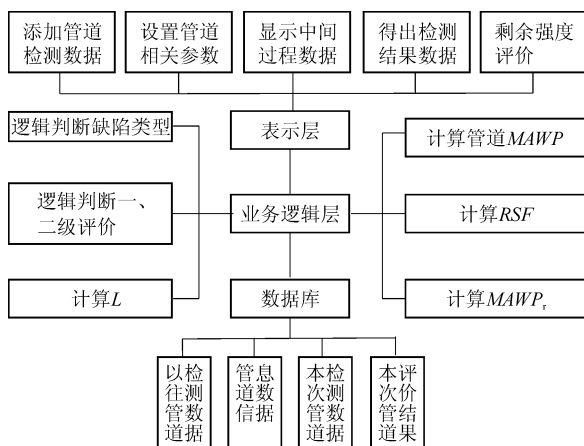 添加管道
检测数据
设置管道
相关参数
显示中间
过程数据
得出检测
结果数据
剩余强度
评价
逻辑判断缺陷类型
表示层
计算管道MAWP
逻辑判断一、
二级评价
业务逻辑层
计算RSF
计算L
数据库
计算MAWPr
以往管道
检测数据
管道信
息数据
本次管道
检测数据
本次管道
评价结果